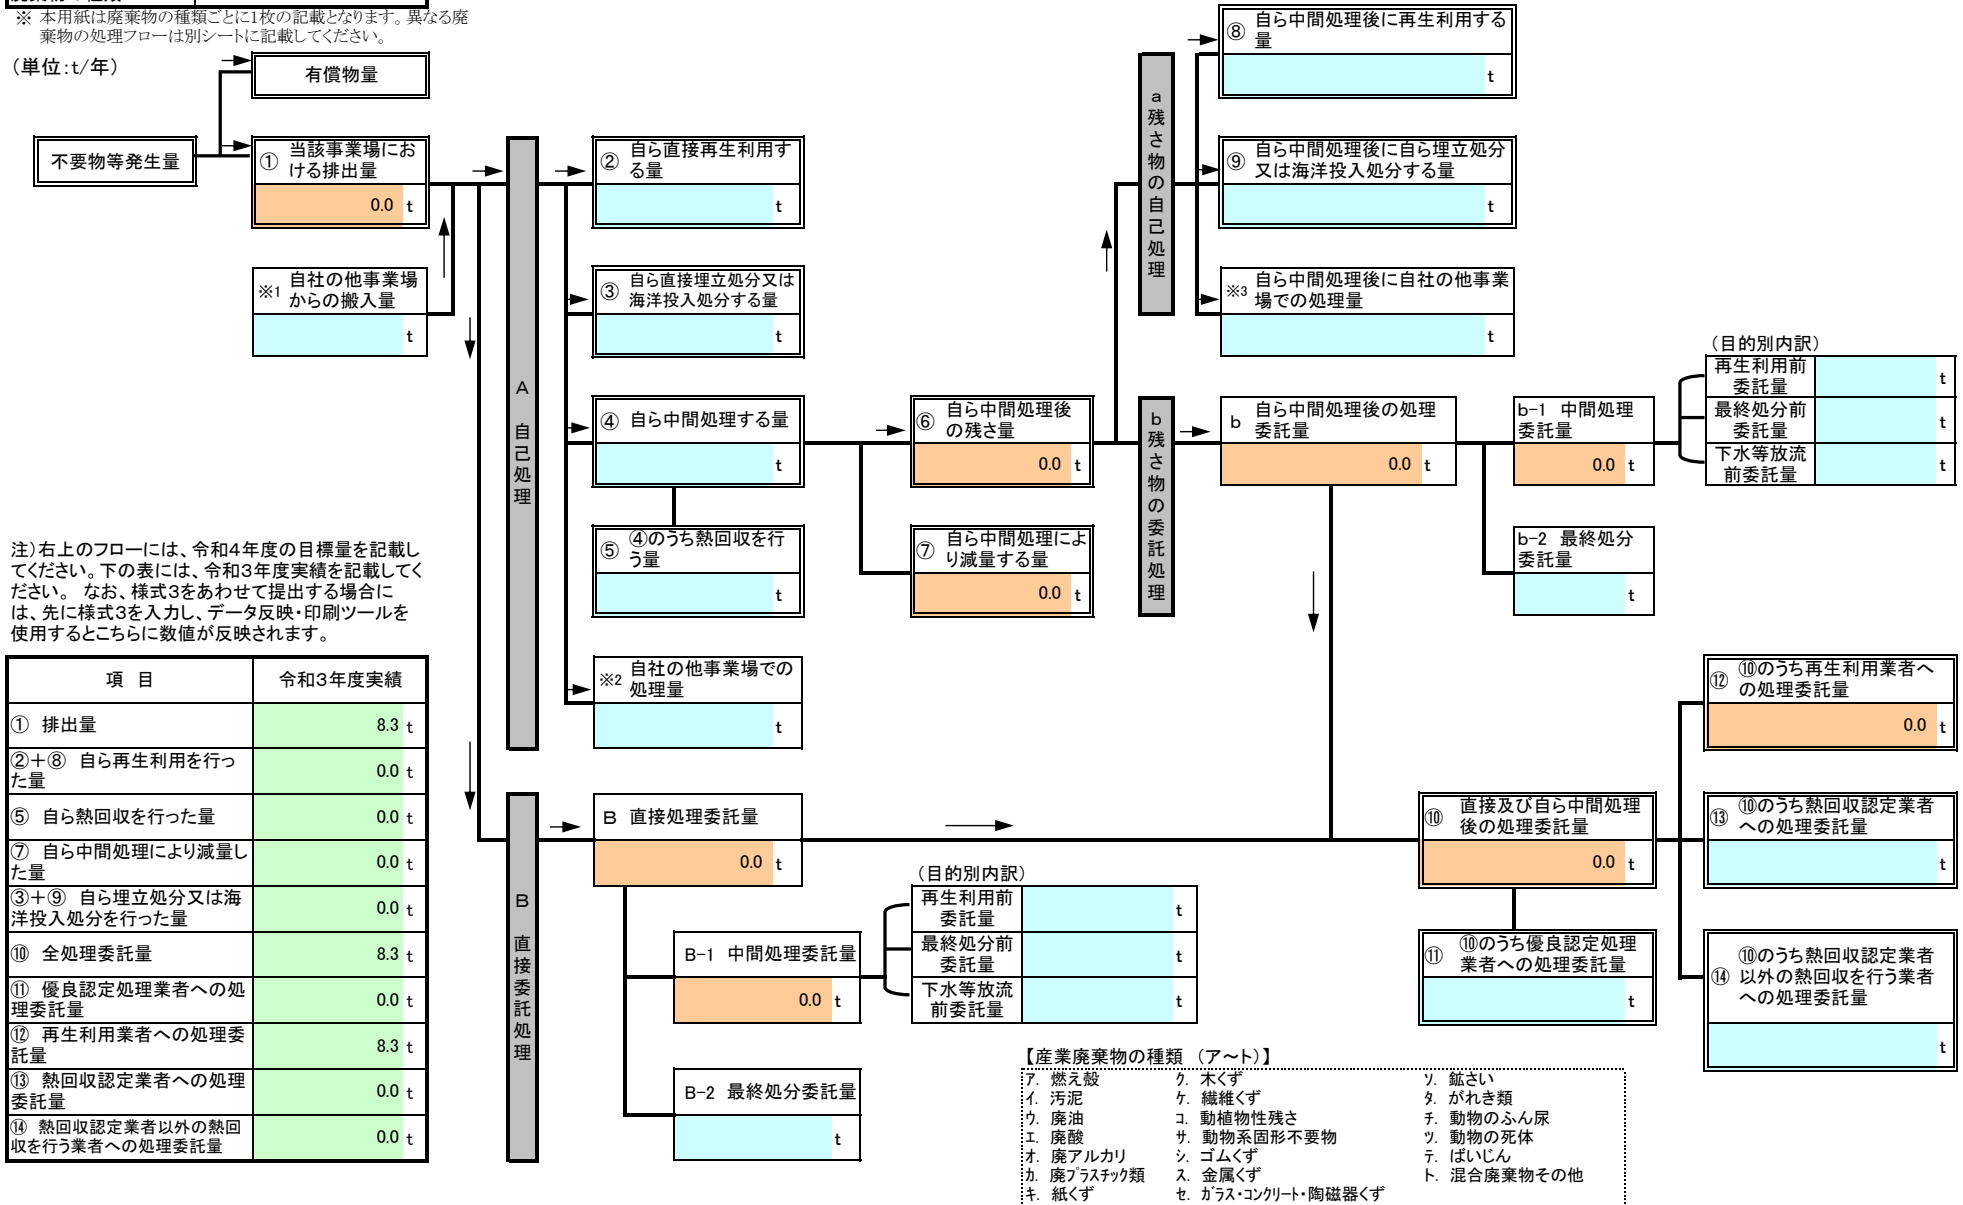 ※ 本用紙は廃棄物の種類ごとに1枚の記載となります。異なる廃
棄物の処理フローは別シートに記載してください。
(単位:t/年)
有償物量
不要物等発生量
① 当該事業場にお
ける排出量
0.0 t
※1 自社の他事業場
からの搬入量
t
A 自己処理
② 自ら直接再生利用す
る量
t
③ 自ら直接埋立処分又は
海洋投入処分する量
t
④ 自ら中間処理する量
t
⑤ ④のうち熱回収を行
う量
t
※2 自社の他事業場での
処理量
t
⑥ 自ら中間処理後
の残さ量
0.0 t
⑦ 自ら中間処理によ
り減量する量
0.0 t
a 残さ物の自己処理
⑧ 自ら中間処理後に再生利用する
量
t
⑨ 自ら中間処理後に自ら埋立処分
又は海洋投入処分する量
t
※3 自ら中間処理後に自社の他事業
場での処理量
t
b 残さ物の委託処理
b 自ら中間処理後の処理
委託量
0.0 t
b-1 中間処理
委託量
0.0 t
(目的別内訳)
再生利用前
委託量
t
最終処分前
委託量
t
下水等放流
前委託量
t
b-2 最終処分
委託量
t
注)右上のフローには、令和4年度の目標量を記載し
てください。下の表には、令和3年度実績を記載してく
ださい。 なお、様式3をあわせて提出する場合に
は、先に様式3を入力し、データ反映・印刷ツールを
使用するとこちらに数値が反映されます。
項 目 令和3年度実績
① 排出量 8.3 t
②+⑧ 自ら再生利用を行っ
た量
0.0 t
⑤ 自ら熱回収を行った量 0.0 t
⑦ 自ら中間処理により減量し
た量
0.0 t
③+⑨ 自ら埋立処分又は海
洋投入処分を行った量
0.0 t
⑩ 全処理委託量 8.3 t
⑪ 優良認定処理業者への処
理委託量
0.0 t
⑫ 再生利用業者への処理委
託量
8.3 t
⑬ 熱回収認定業者への処理
委託量
0.0 t
⑭ 熱回収認定業者以外の熱回
収を行う業者への処理委託量
0.0 t
B 直接委託処理
B 直接処理委託量
0.0 t
B-1 中間処理委託量
0.0 t
(目的別内訳)
再生利用前
委託量
t
最終処分前
委託量
t
下水等放流
前委託量
t
B-2 最終処分委託量
t
⑩ 直接及び自ら中間処理
後の処理委託量
0.0 t
⑪ ⑩のうち優良認定処理
業者への処理委託量
t
⑫ ⑩のうち再生利用業者へ
の処理委託量
0.0 t
⑬ ⑩のうち熱回収認定業者
への処理委託量
t
⑭ ⑩のうち熱回収認定業者
以外の熱回収を行う業者
への処理委託量
t
【産業廃棄物の種類 (ア~ト)】
ア. 燃え殻 ク. 木くず ソ. 鉱さい
イ. 汚泥 ケ. 繊維くず タ. がれき類
ウ. 廃油 コ. 動植物性残さ チ. 動物のふん尿
エ. 廃酸 サ. 動物系固形不要物 ツ. 動物の死体
オ. 廃アルカリ シ. ゴムくず テ. ばいじん
カ. 廃プラスチック類 ス. 金属くず ト. 混合廃棄物その他
キ. 紙くず セ. ガラス・コンクリート・陶磁器くず